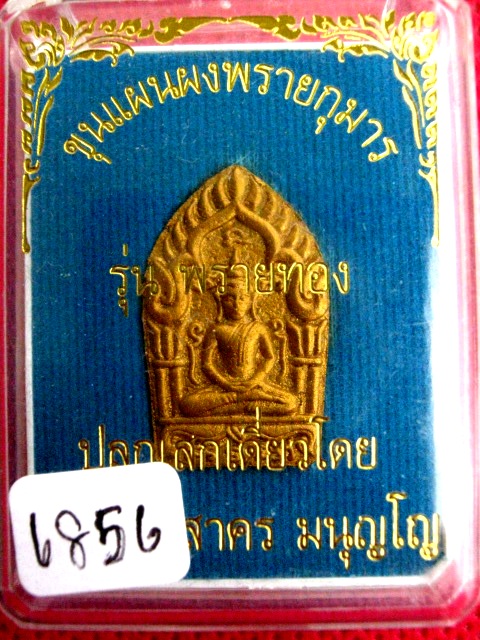 ขุนแผนผงพรายกุมาร
รุ่น พรายทอง
ปลุกเสกเดี่ยวโดย
สาคร มนุญโญ
6856